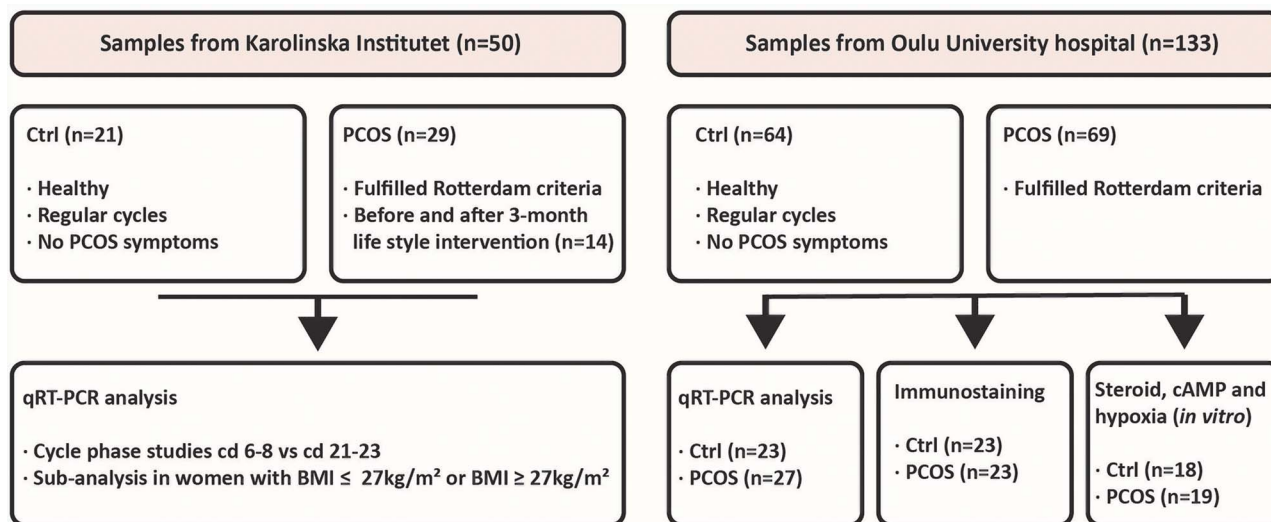 Samples from Karolinska Institutet (n=50)
Ctrl (n=21)
· Healthy
· Regular cycles
· No PCOS symptoms
PCOS (n=29)
· Fulfilled Rotterdam criteria
· Before and after 3-month
life style intervention (n=14)
qRT-PCR analysis
· Cycle phase studies cd 6-8 vs cd 21-23
· Sub-analysis in women with BMI ≤ 27kg/m² or BMI ≥ 27kg/m²
Samples from Oulu University hospital (n=133)
Ctrl (n=64)
· Healthy
· Regular cycles
· No PCOS symptoms
PCOS (n=69)
· Fulfilled Rotterdam criteria
qRT-PCR analysis
· Ctrl (n=23)
· PCOS (n=27)
Immunostaining
· Ctrl (n=23)
· PCOS (n=23)
Steroid, cAMP and
hypoxia (in vitro)
· Ctrl (n=18)
· PCOS (n=19)